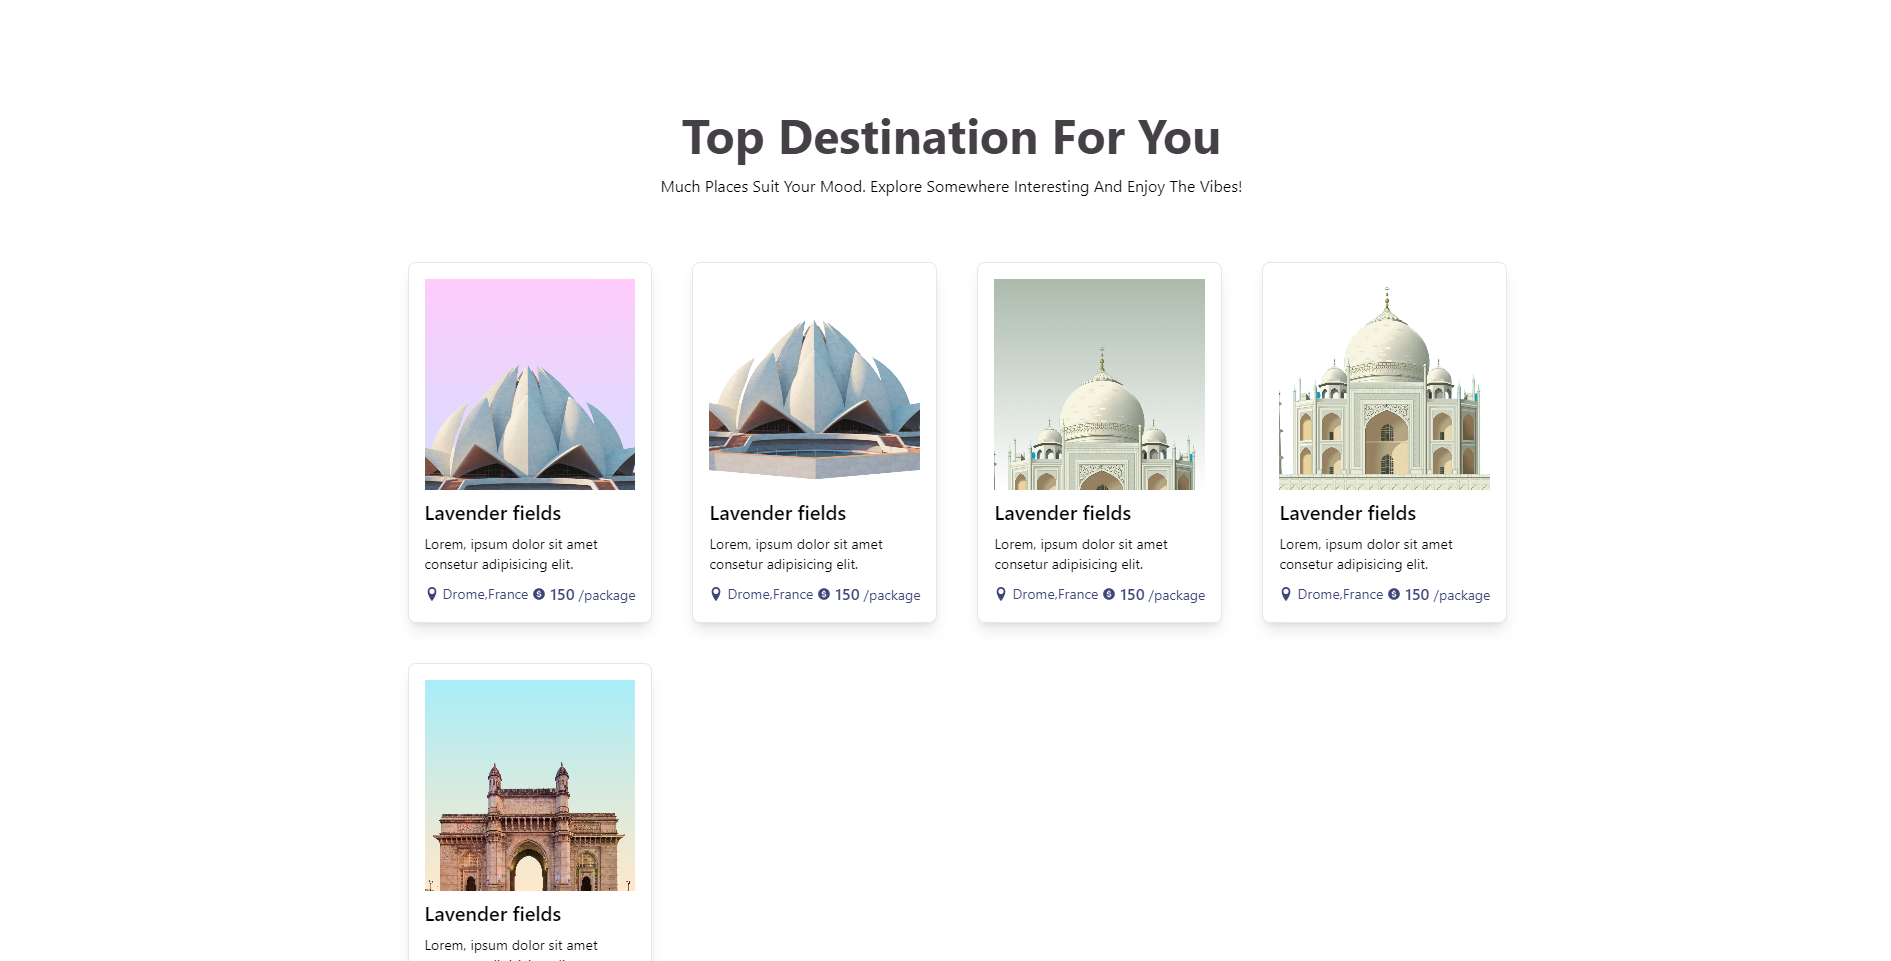 Top Destination For You
Much Places Suit Your Mood. Explore Somewhere Interesting And Enjoy The Vibes!
Lavender fields
Lorem, ipsum dolor sit amet
consetur adipisicing elit.
Drome,France 150 /package
Lavender fields
Lorem, ipsum dolor sit amet
consetur adipisicing elit.
Drome,France 150 /package
Lavender fields
Lorem, ipsum dolor sit amet
consetur adipisicing elit.
Drome,France 150 /package
Lavender fields
Lorem, ipsum dolor sit amet
consetur adipisicing elit.
Drome,France 150 /package
Lavender fields
Lorem, ipsum dolor sit amet